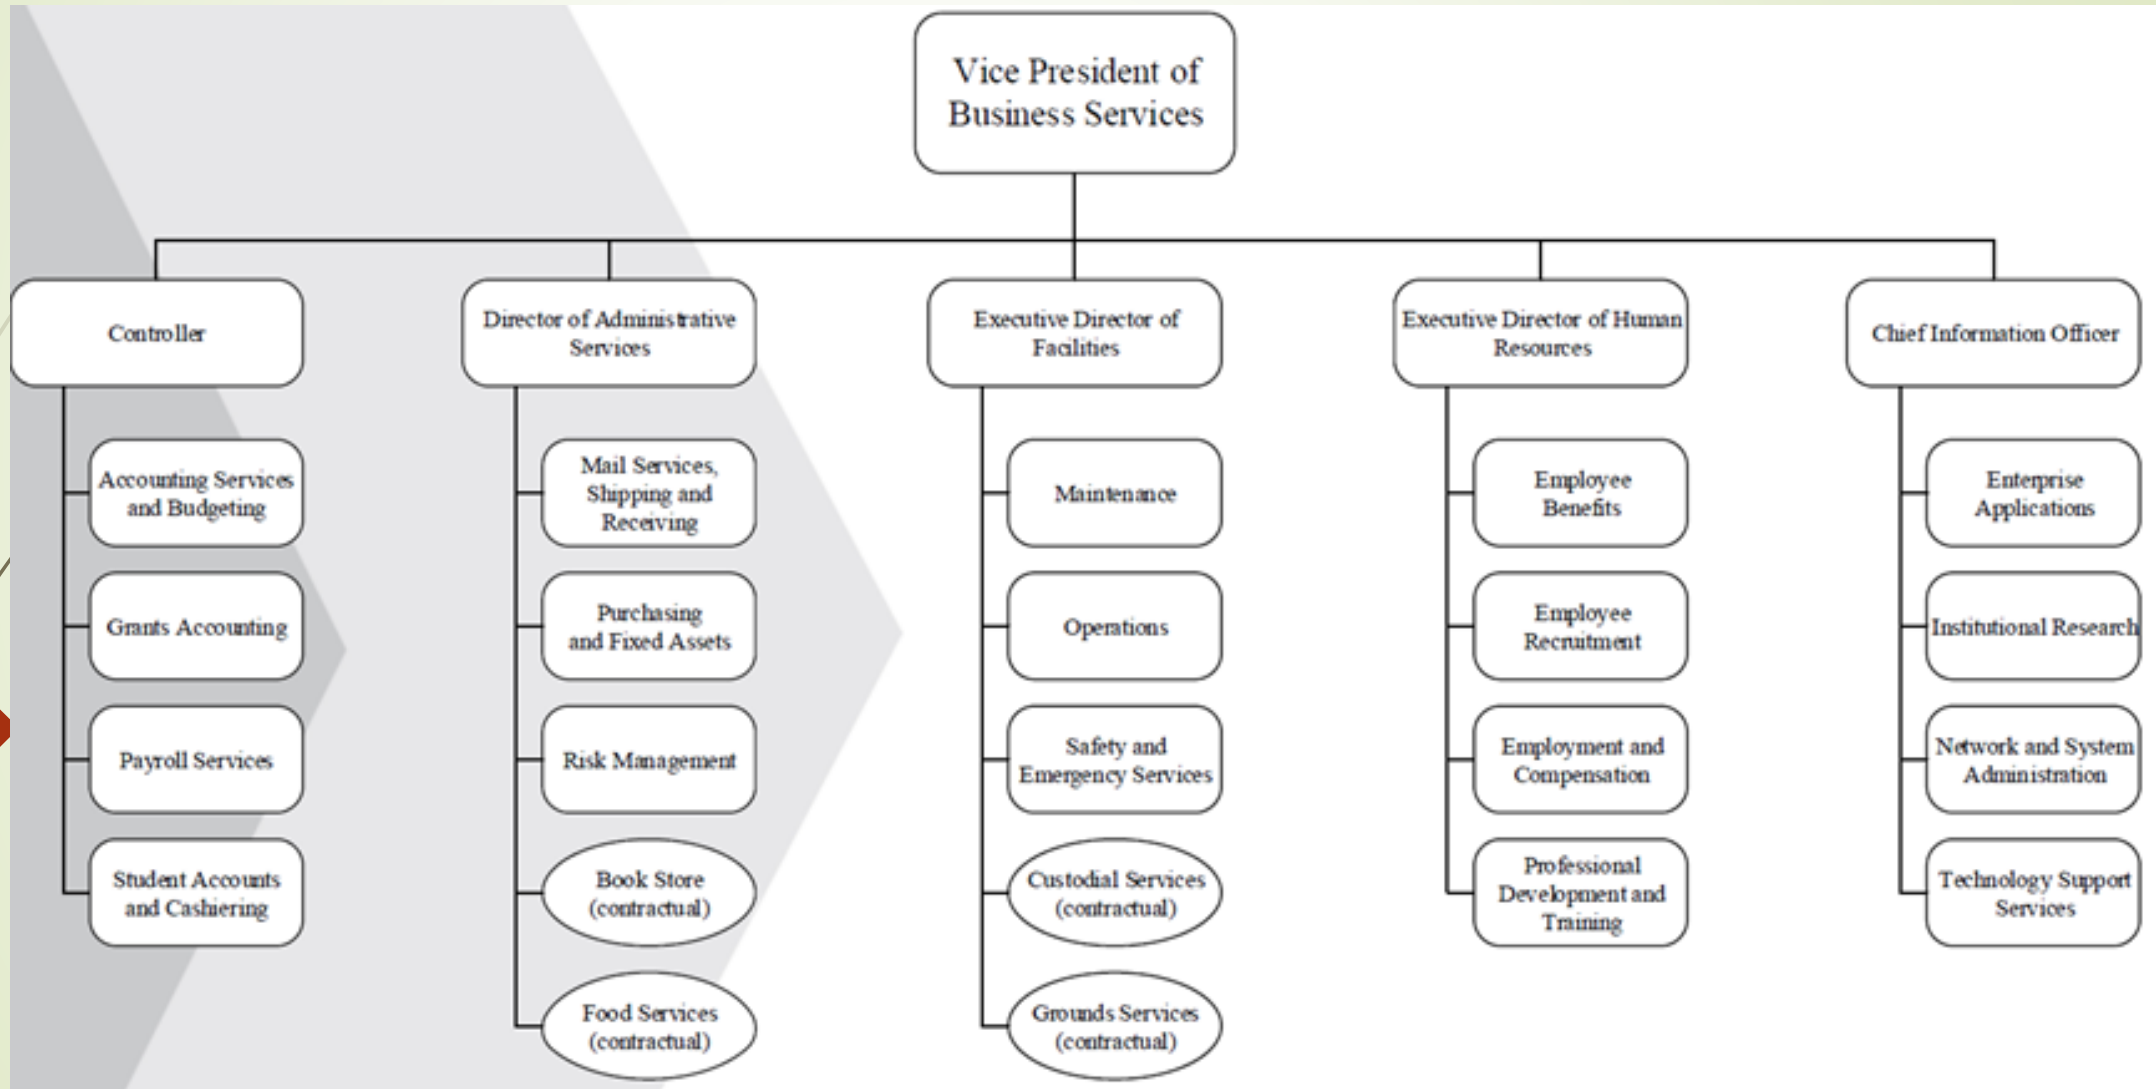 Vice President of
Business Services
Controller
Director of Administrative
Services
Executive Director of
Facilities
Executive Director of Human
Resources
Chief Information Officer
Accounting Services
and Budgeting
Grants Accounting
Payroll Services
Student Accounts
and Cashiering
Mail Services,
Shipping and
Receiving
Purchasing
and Fixed Assets
Risk Management
Book Store
(contractual)
Food Services
(contractual)
Maintenance
Operations
Safety and
Emergency Services
Custodial Services
(contractual)
Grounds Services
(contractual)
Employee
Benefits
Employee
Recruitment
Employment and
Compensation
Professional
Development and
Training
Enterprise
Applications
Institutional Research
Network and System
Administration
Technology Support
Services